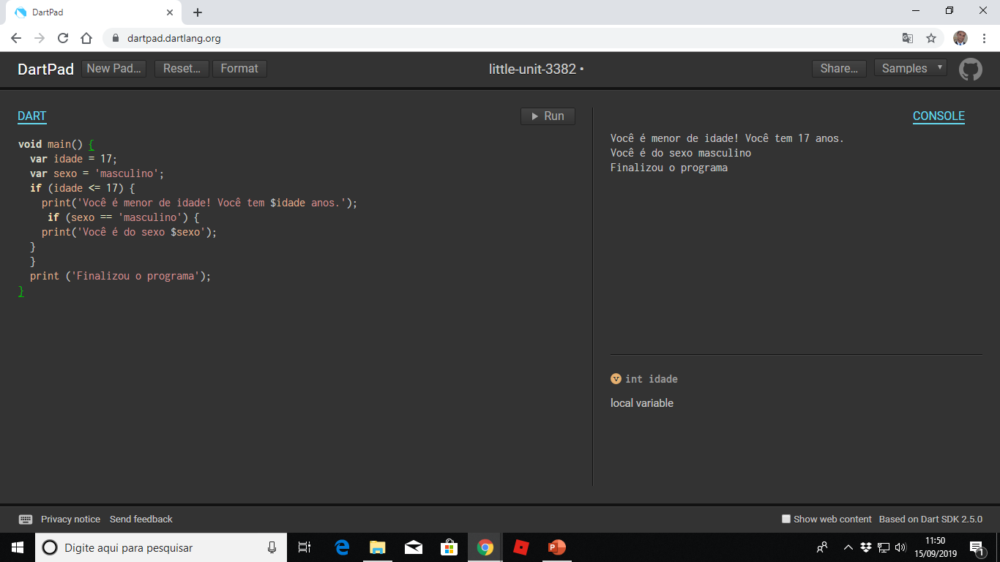 DartPad
dartpad.dartlang.org
DartPad New Pad... Reset... Format little-unit-3382 • Share... Samples
DART Run CONSOLE
void main() {
  var idade = 17;
  var sexo = 'masculino';
  if (idade <= 17) {
    print('Você é menor de idade! Você tem $idade anos.');
     if (sexo == 'masculino') {
    print('Você é do sexo $sexo');
  }
  }
  print ('Finalizou o programa');
}
Você é menor de idade! Você tem 17 anos.
Você é do sexo masculino
Finalizou o programa
v int idade
local variable
Privacy notice Send feedback Show web content Based on Dart SDK 2.5.0
Digite aqui para pesquisar
11:50
15/09/2019
1